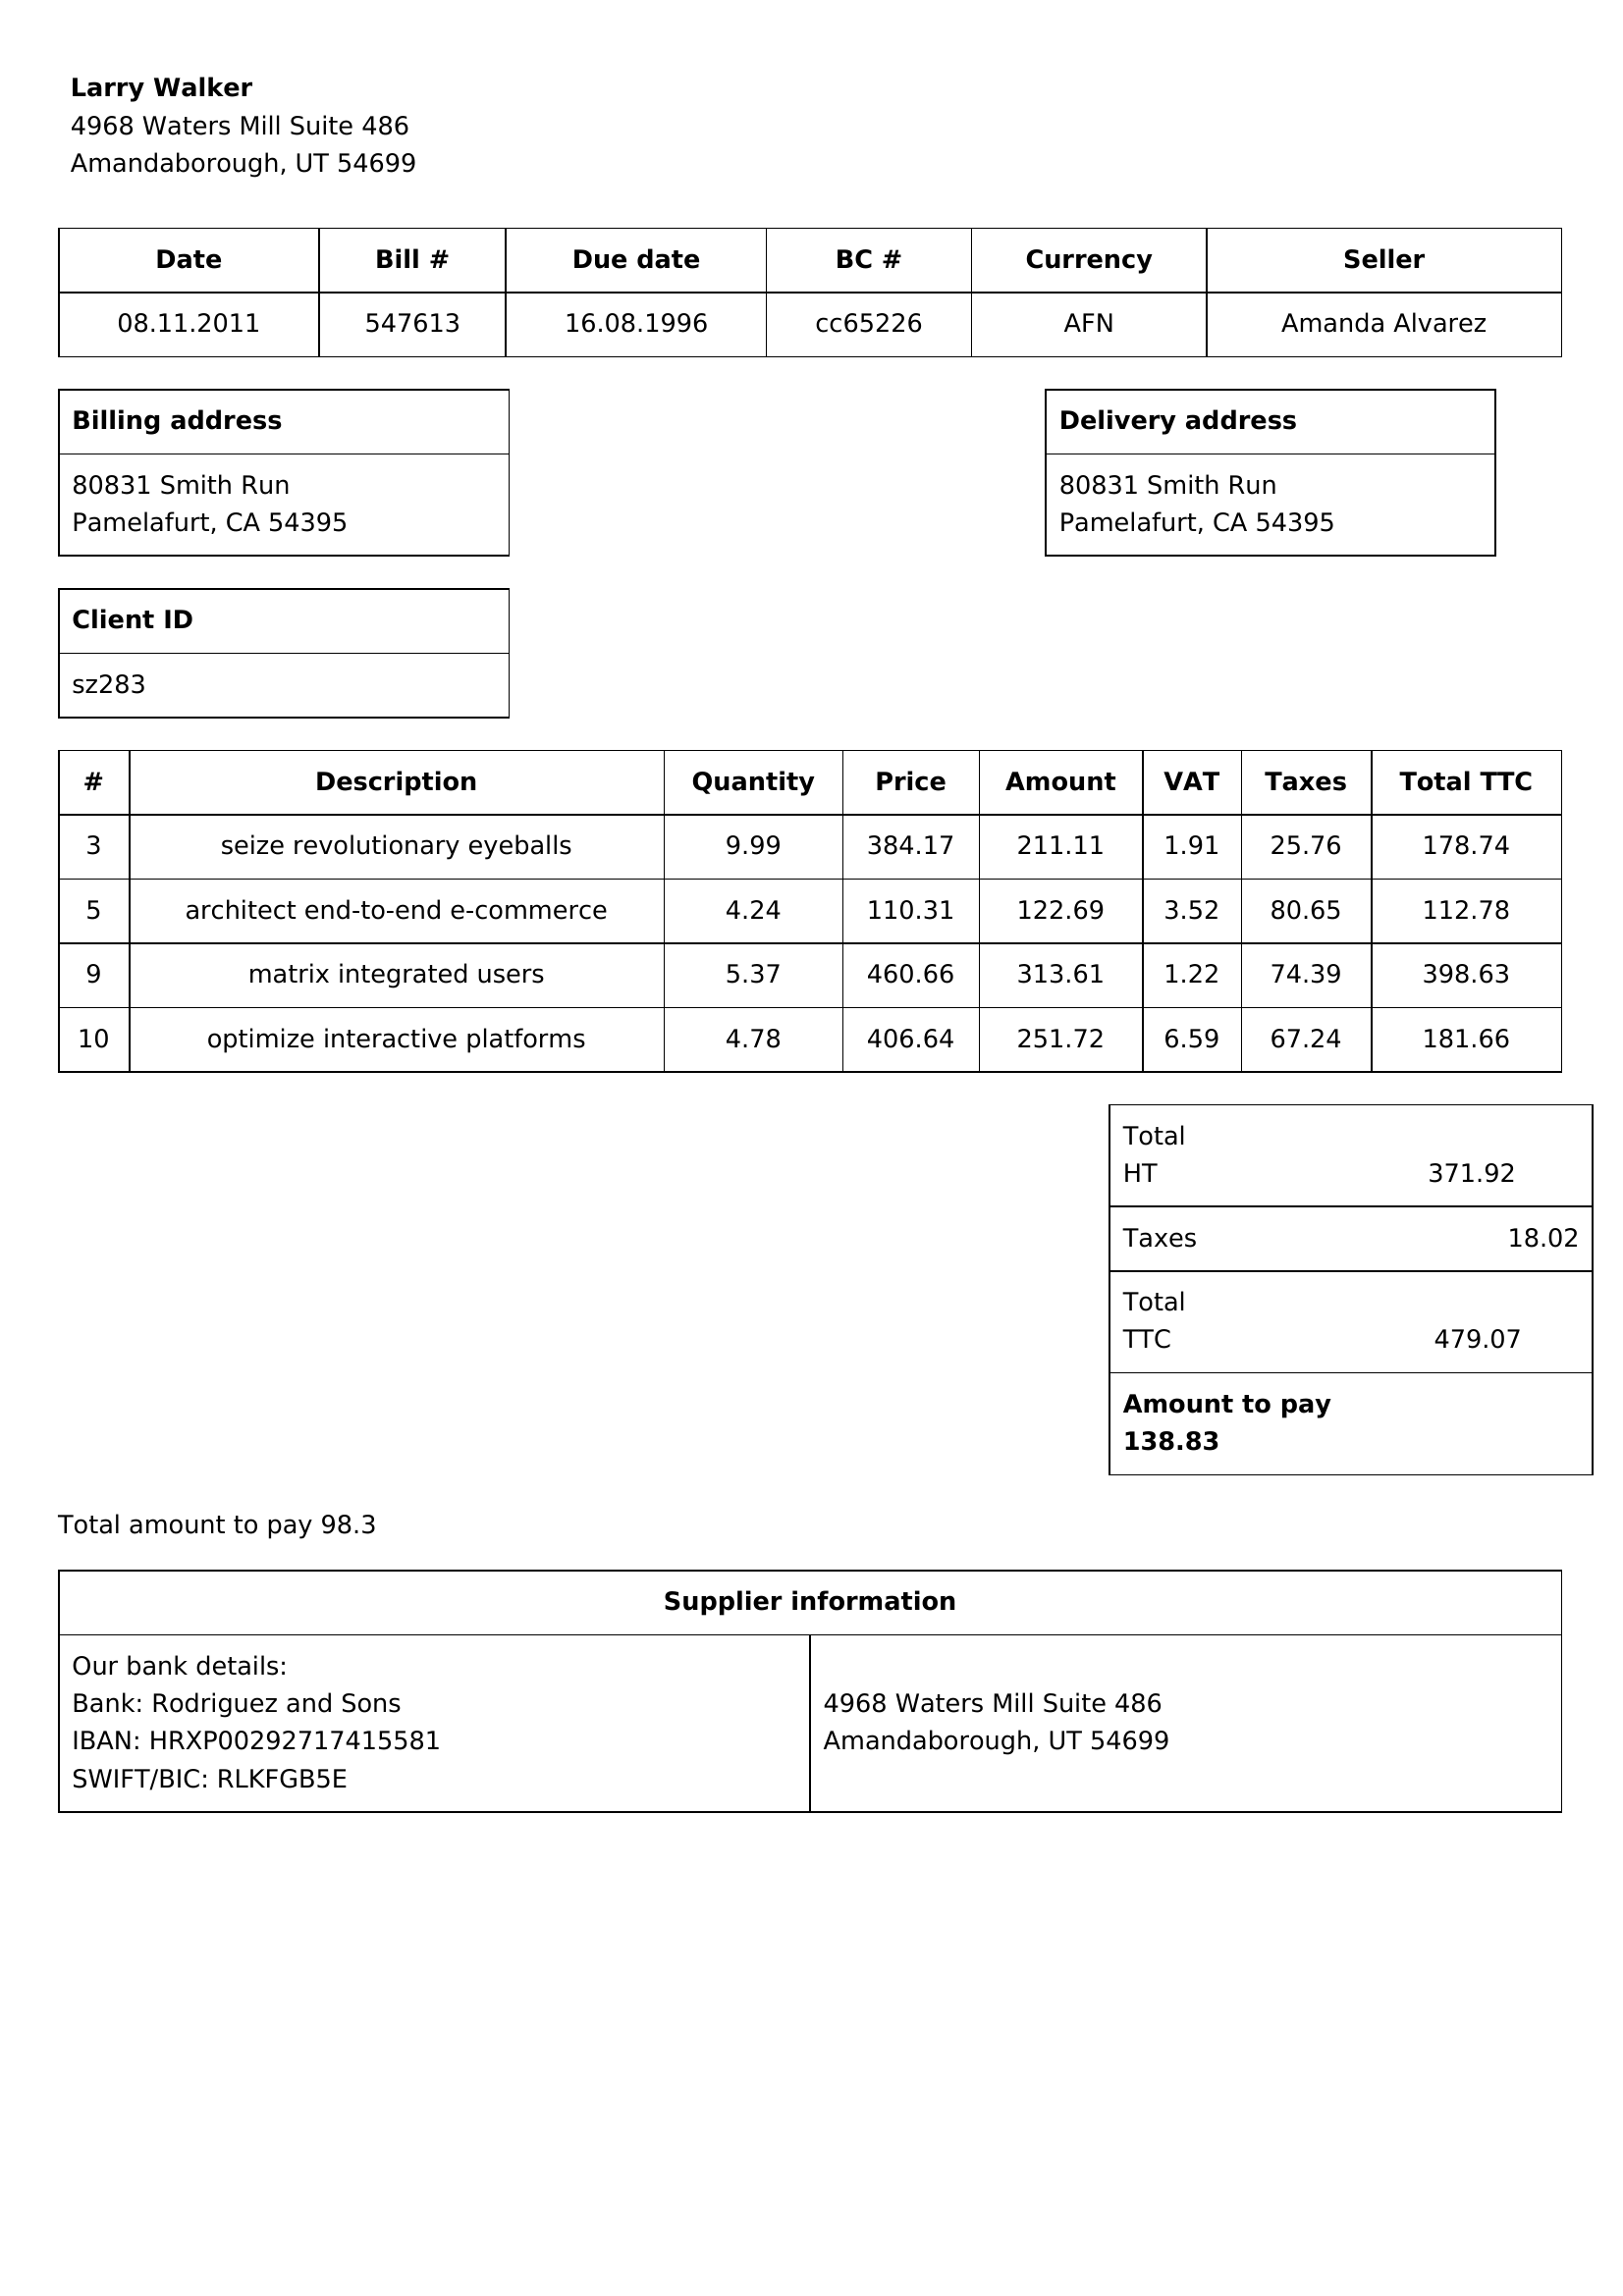 Larry Walker
4968 Waters Mill Suite 486
Amandaborough, UT 54699
Date Bill # Due date BC # Currency Seller
08.11.2011 547613 16.08.1996 cc65226 AFN Amanda Alvarez
Billing address
80831 Smith Run
Pamelafurt, CA 54395
Delivery address
80831 Smith Run
Pamelafurt, CA 54395
Client ID
sz283
# Description Quantity Price Amount VAT Taxes Total TTC
3 seize revolutionary eyeballs 9.99 384.17 211.11 1.91 25.76 178.74
5 architect end-to-end e-commerce 4.24 110.31 122.69 3.52 80.65 112.78
9 matrix integrated users 5.37 460.66 313.61 1.22 74.39 398.63
10 optimize interactive platforms 4.78 406.64 251.72 6.59 67.24 181.66
Total
HT 371.92
Taxes 18.02
Total
TTC 479.07
Amount to pay
138.83
Total amount to pay 98.3
Supplier information
Our bank details:
Bank: Rodriguez and Sons
IBAN: HRXP00292717415581
SWIFT/BIC: RLKFGB5E
4968 Waters Mill Suite 486
Amandaborough, UT 54699